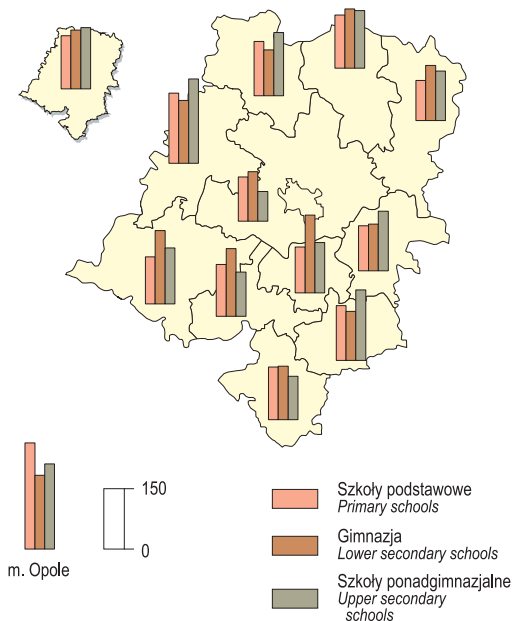 150
0
m. Opole
Szkoły podstawowe
Primary schools
Gimnazja
Lower secondary schools
Szkoły ponadgimnazjalne
Upper secondary
schools